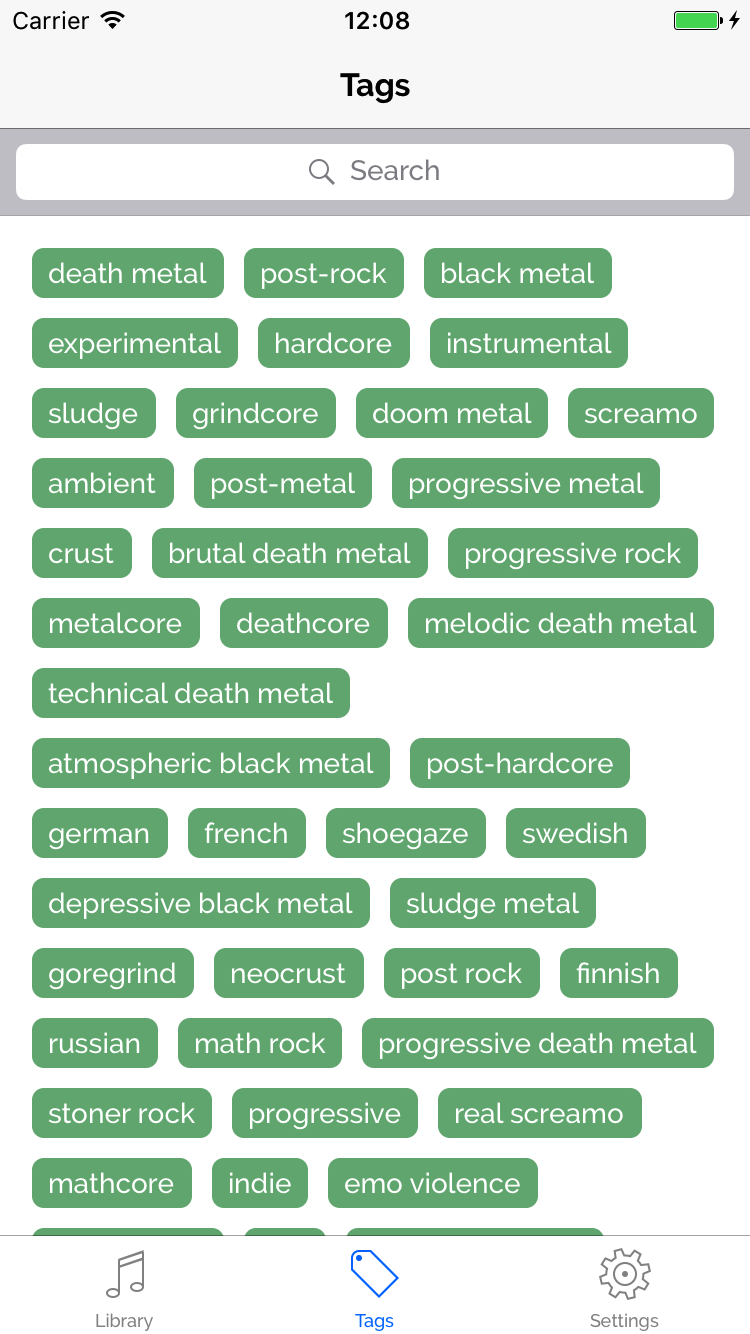 Carrier 12:08
Tags
Search
death metal post-rock black metal
experimental hardcore instrumental
sludge grindcore doom metal screamo
ambient post-metal progressive metal
crust brutal death metal progressive rock
metalcore deathcore melodic death metal
technical death metal
atmospheric black metal post-hardcore
german french shoegaze swedish
depressive black metal sludge metal
goregrind neocrust post rock finnish
russian math rock progressive death metal
stoner rock progressive real screamo
mathcore indie emo violence
Library Tags Settings